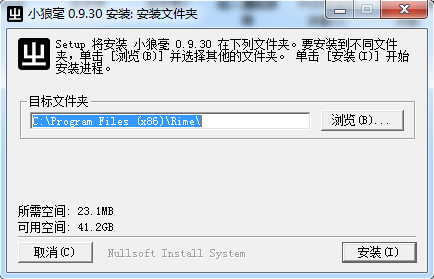 小狼毫 0.9.30 安装: 安装文件夹
Setup 将安装 小狼毫 0.9.30 在下列文件夹。要安装到不同文件
夹，单击 [浏览(B)] 并选择其他的文件夹。 单击 [安装(I)] 开始
安装进程。
目标文件夹
C:\Program Files (x86)\Rime\
浏览(B)...
所需空间: 23.1MB
可用空间: 41.2GB
取消(C)
Nullsoft Install System
安装(I)